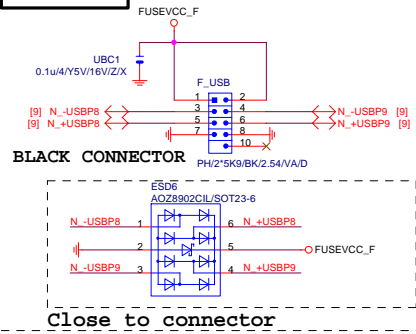 FUSEVCC_F
UBC1
0.1u/4/Y5V/16V/Z/X
F_USB
1 2
[9] N_-USBP8 3 4 N_-USBP9 [9]
[9] N_+USBP8 5 6 N_+USBP9 [9]
7 8
10
BLACK CONNECTOR
PH/2*5K9/BK/2.54/VA/D
ESD6
AOZ8902CIL/SOT23-6
N_-USBP8 1 6 N_+USBP8
2 5 FUSEVCC_F
N_-USBP9 3 4 N_+USBP9
Close to connector